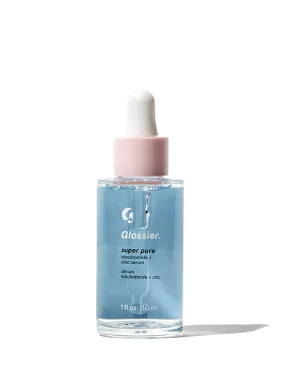 G
Glossier.
super pure
niacinamide +
zinc serum
sérum
niacinamide + zinc
1 fl oz 30 ml